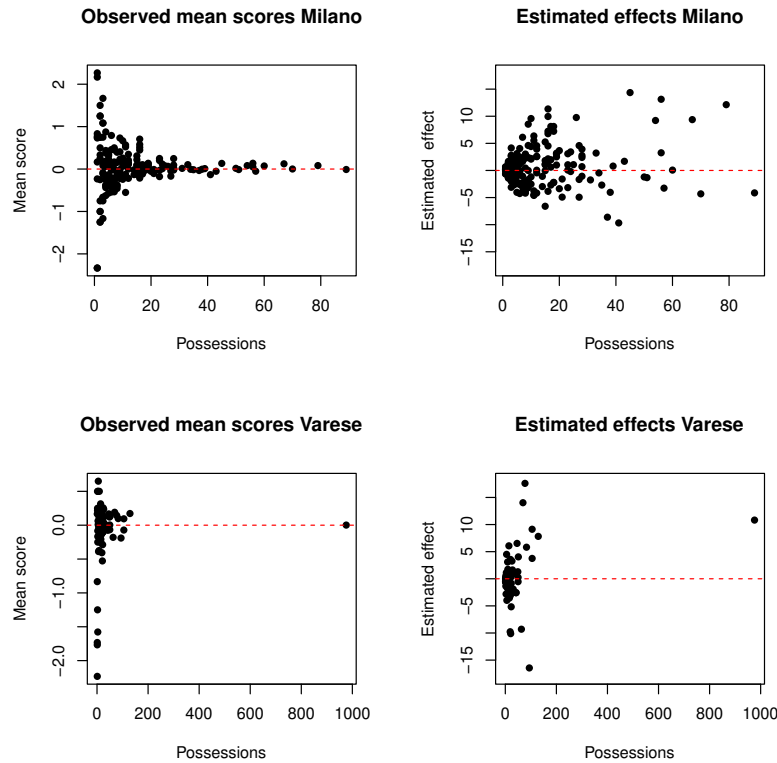 Observed mean scores Milano
Mean score
2
1
0
−1
−2
0 20 40 60 80
Possessions
Estimated effects Milano
Estimated effect
10
5
−5
−15
0 20 40 60 80
Possessions
Observed mean scores Varese
Mean score
0.0
−1.0
−2.0
0 200 400 600 800 1000
Possessions
Estimated effects Varese
Estimated effect
15
5
−5
−15
0 200 400 600 800 1000
Possessions